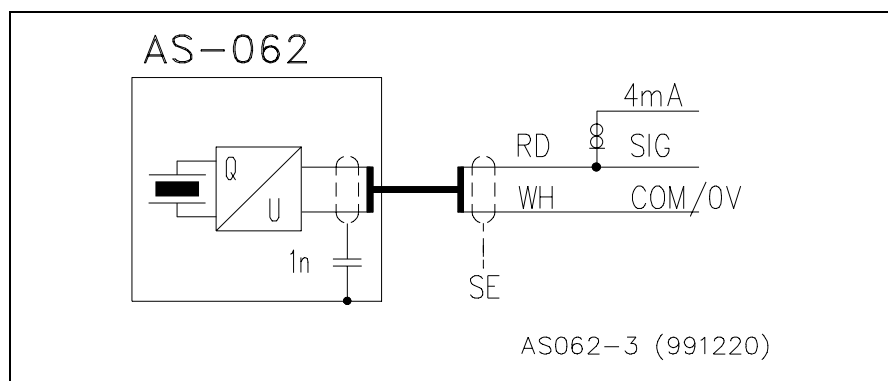 AS-062
4mA
RD SIG
Q
WH COM/0V
U
1n
SE
AS062-3 (991220)